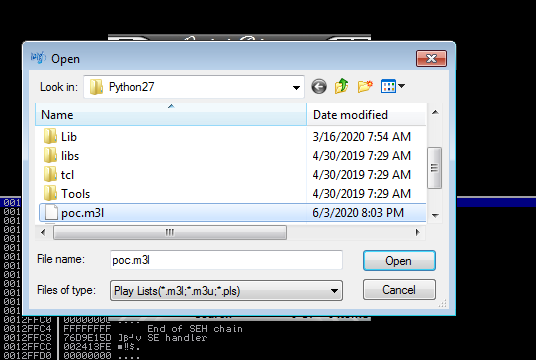 Open
Look in: Python27
Name Date modified
Lib 3/16/2020 7:54 AM
libs 4/30/2019 7:29 AM
tcl 4/30/2019 7:29 AM
Tools 4/30/2019 7:29 AM
poc.m3l 6/3/2020 8:03 PM
File name: poc.m3l Open
Files of type: Play Lists(*.m3l;*.m3u;*.pls) Cancel
0012FFC0 00000000 ....
0012FFC4 FFFFFFFF End of SEH chain
0012FFC8 76D9E15D SE handler
0012FFCC 002413FE
0012FFD0 00000000 ....